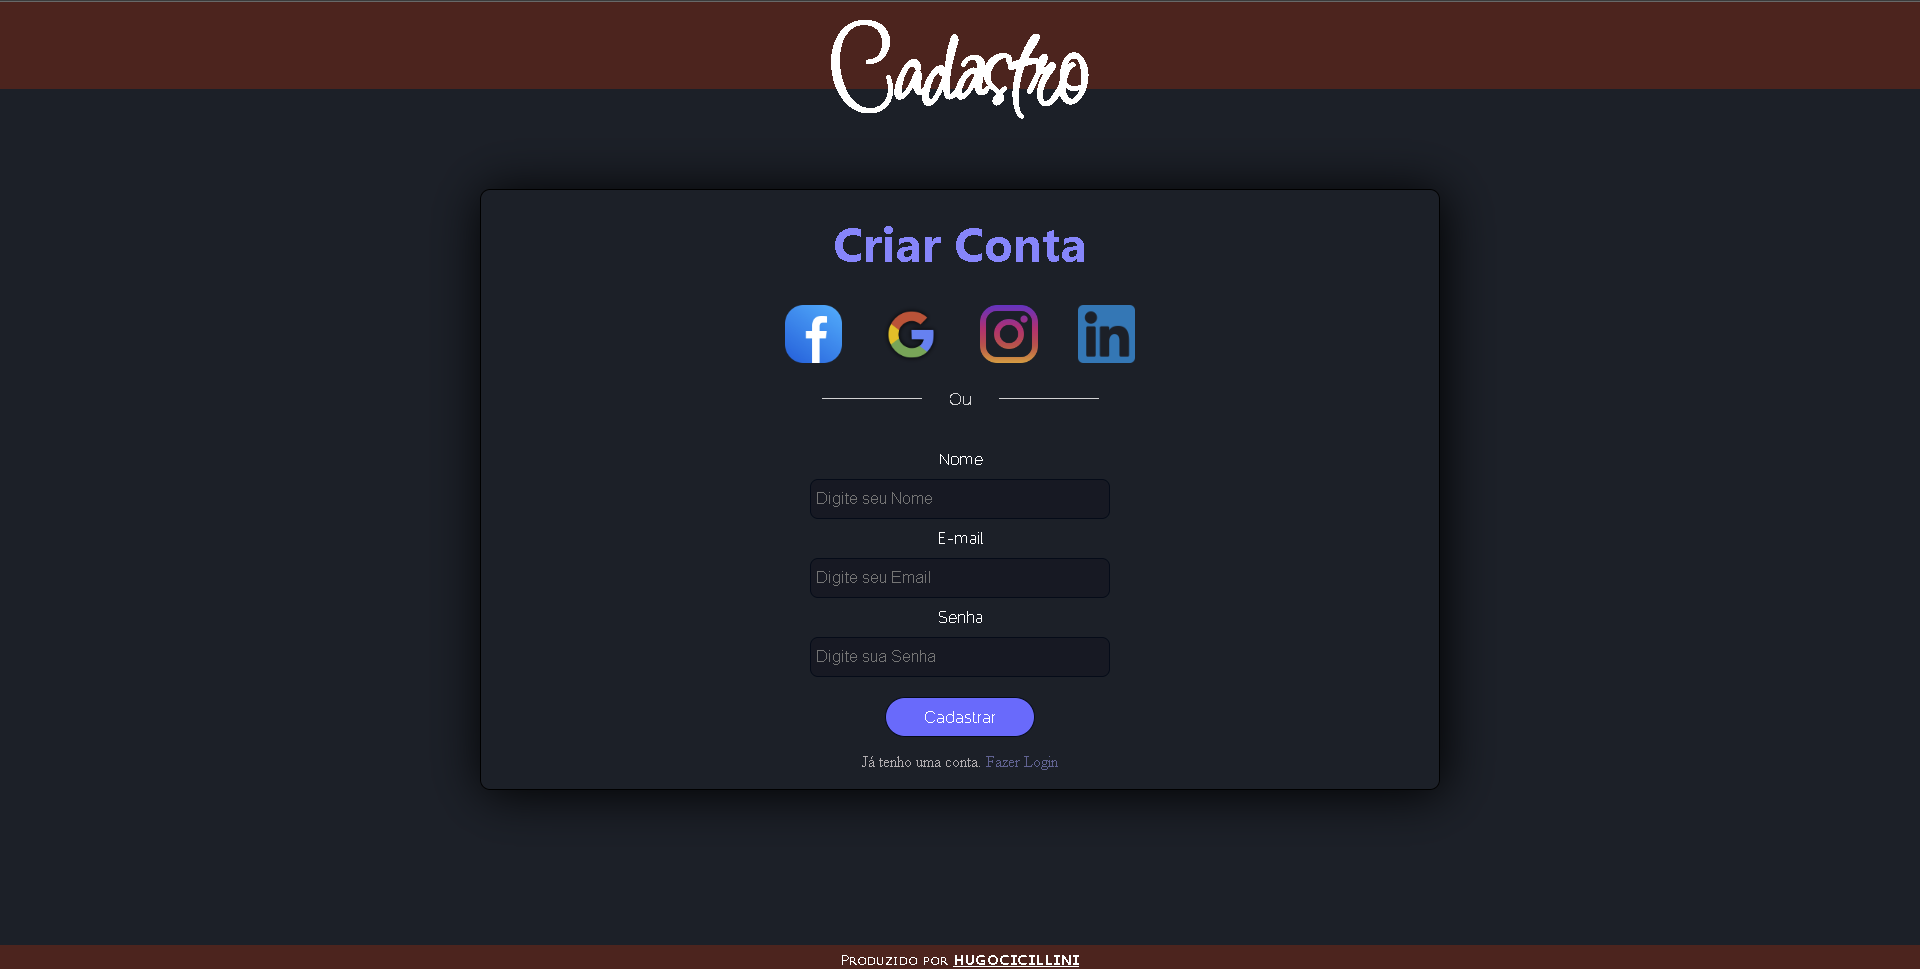 Cadastro
Criar Conta
Ou
Nome
Digite seu Nome
E-mail
Digite seu Email
Senha
Digite sua Senha
Cadastrar
Já tenho uma conta. Fazer Login
Produzido por HUGOCICILLINI